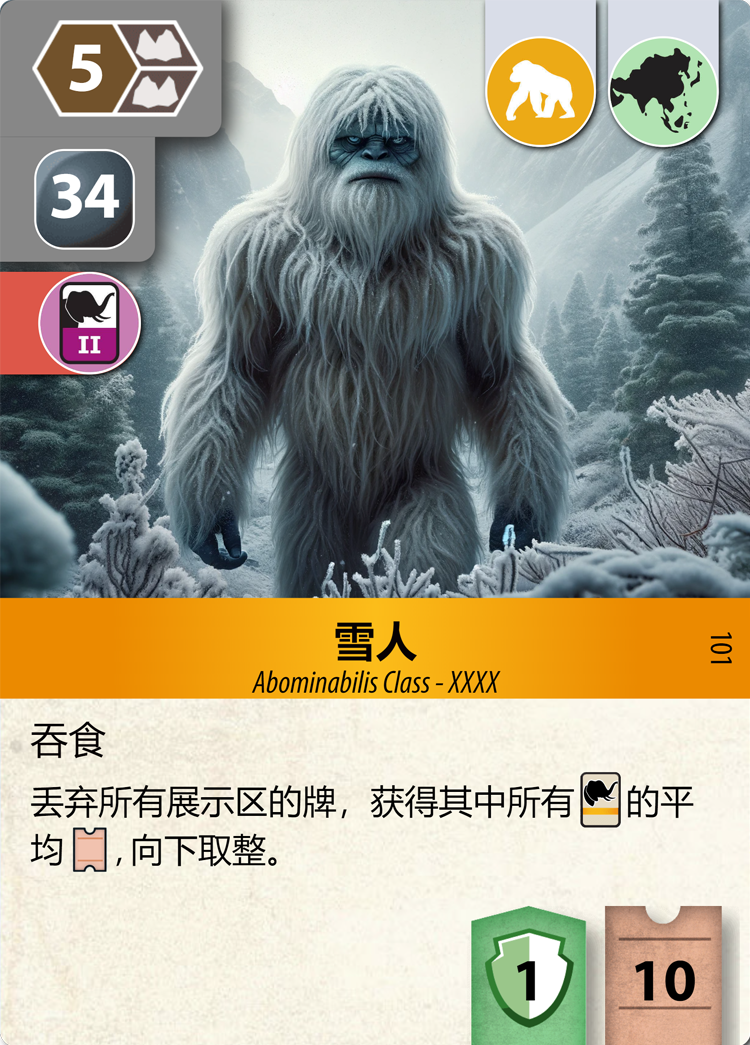 5
34
II
雪人
Abominabilis Class - XXXX
101
吞食
丢弃所有展示区的牌，获得其中所有的平
均,向下取整。
1
10